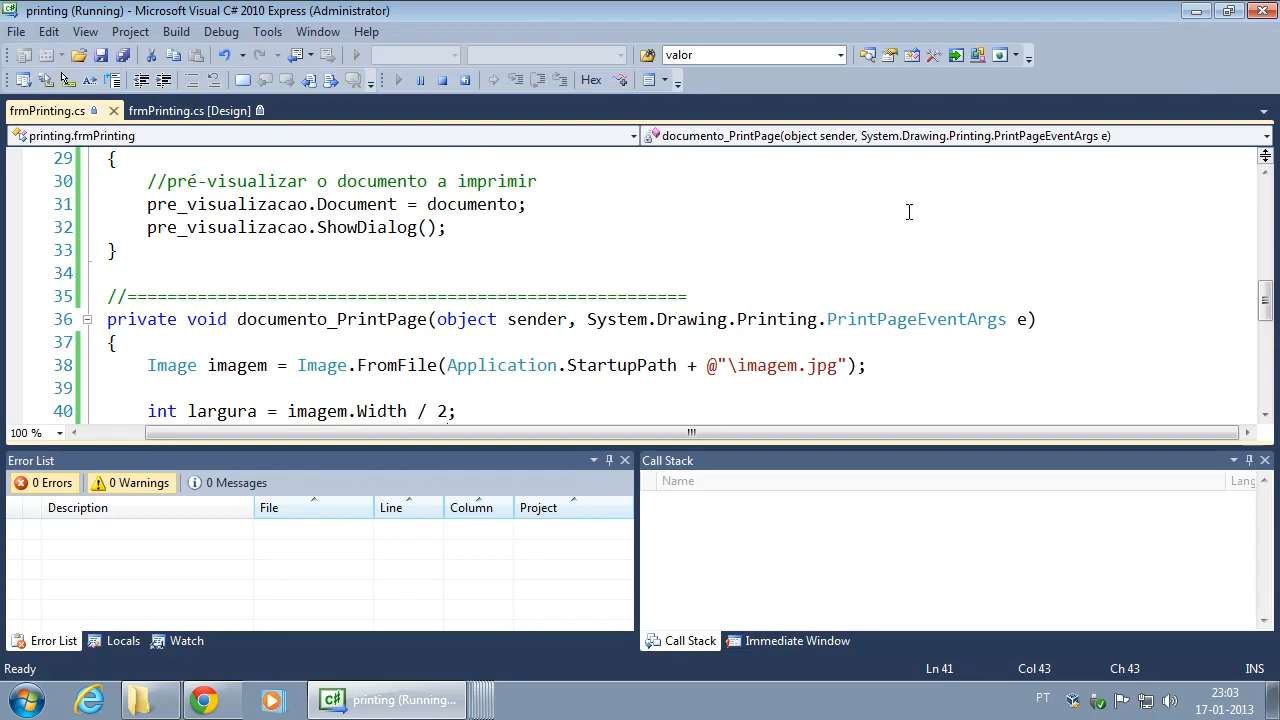 printing (Running) - Microsoft Visual C# 2010 Express (Administrator)
File Edit View Project Build Debug Tools Window Help
valor
Hex
frmPrinting.cs frmPrinting.cs [Design]
printing.frmPrinting documento_PrintPage(object sender, System.Drawing.Printing.PrintPageEventArgs e)
29 {
30 //pré-visualizar o documento a imprimir
31 pre_visualizacao.Document = documento;
32 pre_visualizacao.ShowDialog();
33 }
34
35 //========================================================
36 private void documento_PrintPage(object sender, System.Drawing.Printing.PrintPageEventArgs e)
37 {
38 Image imagem = Image.FromFile(Application.StartupPath + @"\imagem.jpg");
39
40 int largura = imagem.Width / 2;
100 %
Error List Call Stack
0 Errors 0 Warnings 0 Messages Name Lang
Description File Line Column Project
Error List Locals Watch Call Stack Immediate Window
Ready Ln 41 Col 43 Ch 43 INS
printing (Running... PT 23:03
17-01-2013